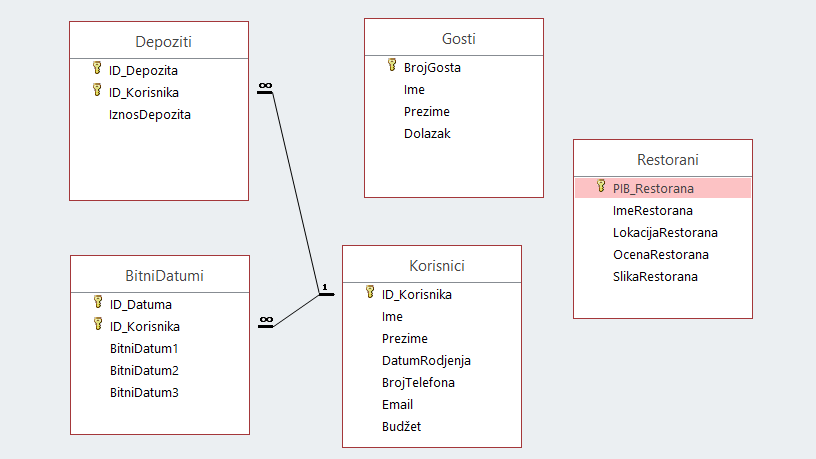 Depoziti
ID_Depozita
ID_Korisnika
IznosDepozita
∞
Gosti
BrojGosta
Ime
Prezime
Dolazak
Restorani
PIB_Restorana
ImeRestorana
LokacijaRestorana
OcenaRestorana
SlikaRestorana
BitniDatumi
ID_Datuma
ID_Korisnika
BitniDatum1
BitniDatum2
BitniDatum3
∞
1
Korisnici
ID_Korisnika
Ime
Prezime
DatumRodjenja
BrojTelefona
Email
Budžet